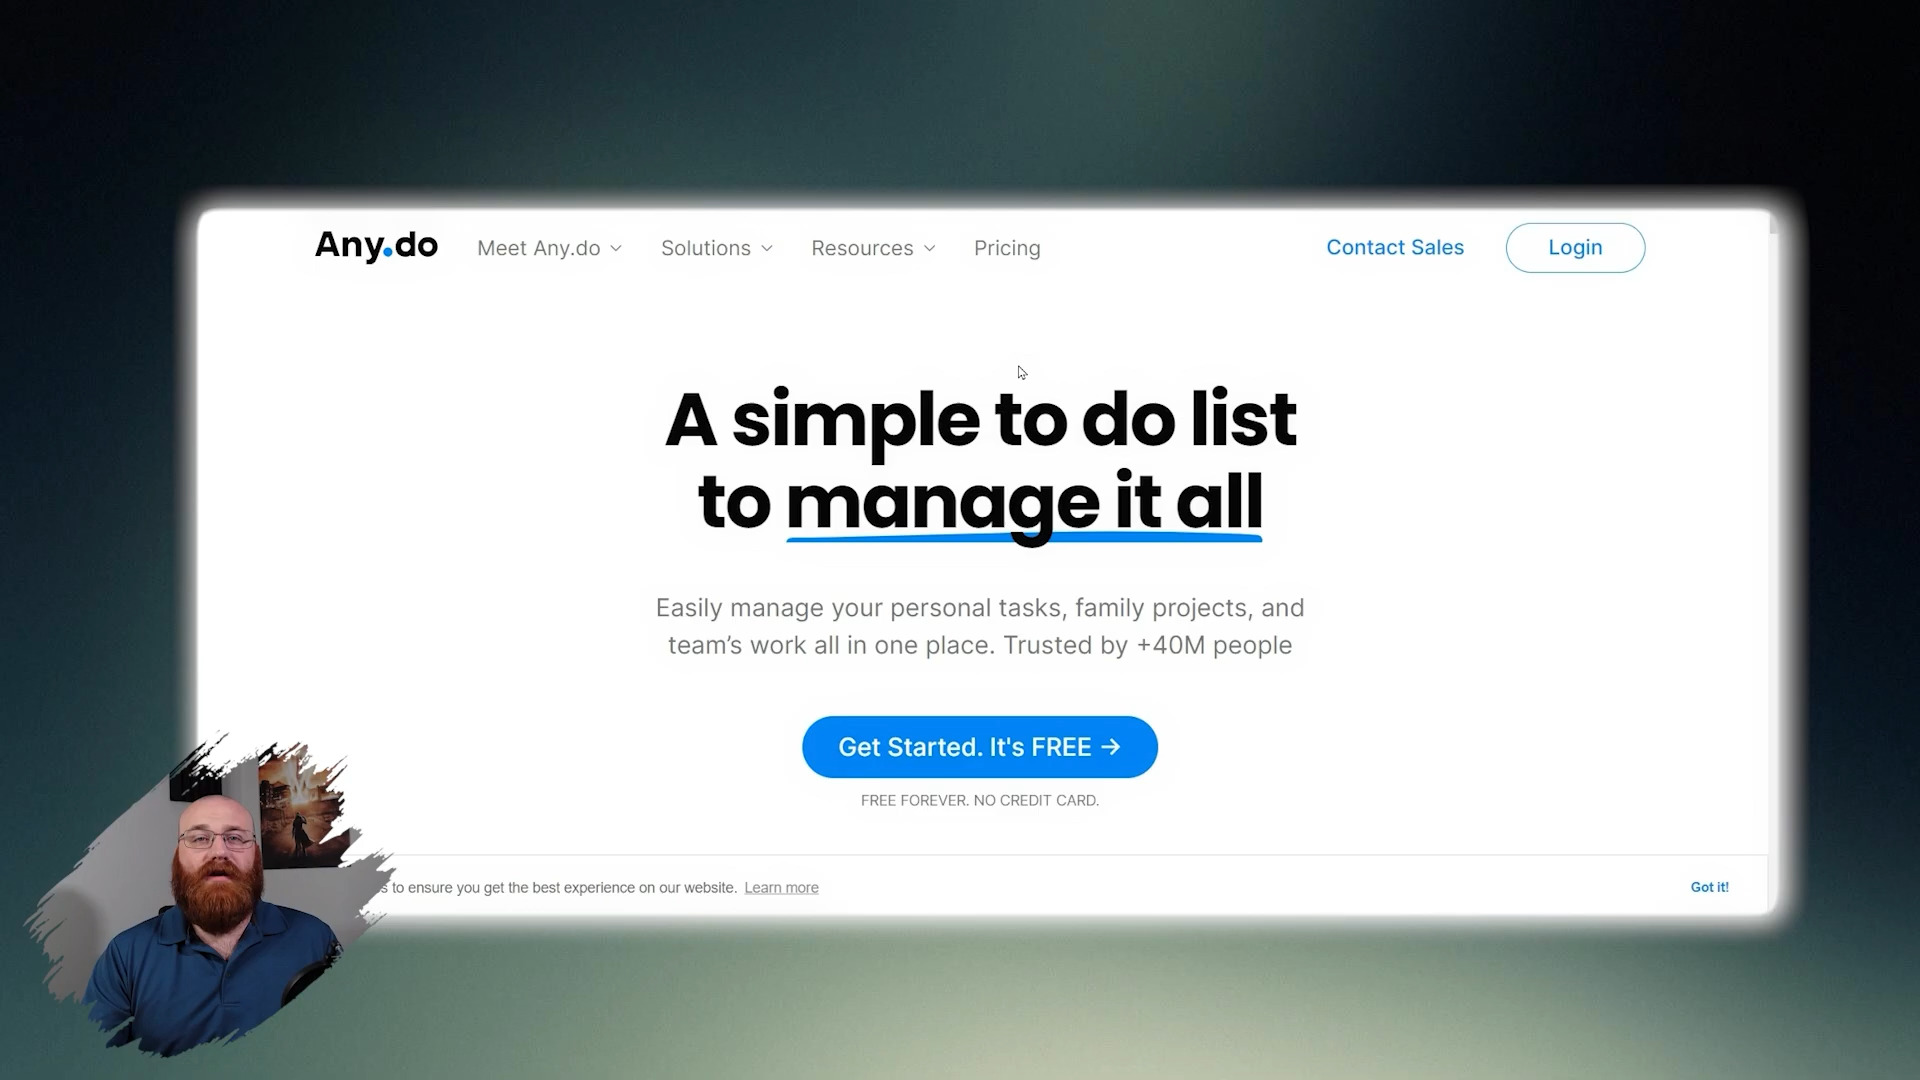 Any.do
Meet Any.do
Solutions
Resources
Pricing
Contact Sales
Login
A simple to do list
to manage it all
Easily manage your personal tasks, family projects, and
team’s work all in one place. Trusted by +40M people
Get Started. It's FREE →
FREE FOREVER. NO CREDIT CARD.
to ensure you get the best experience on our website. Learn more
Got it!